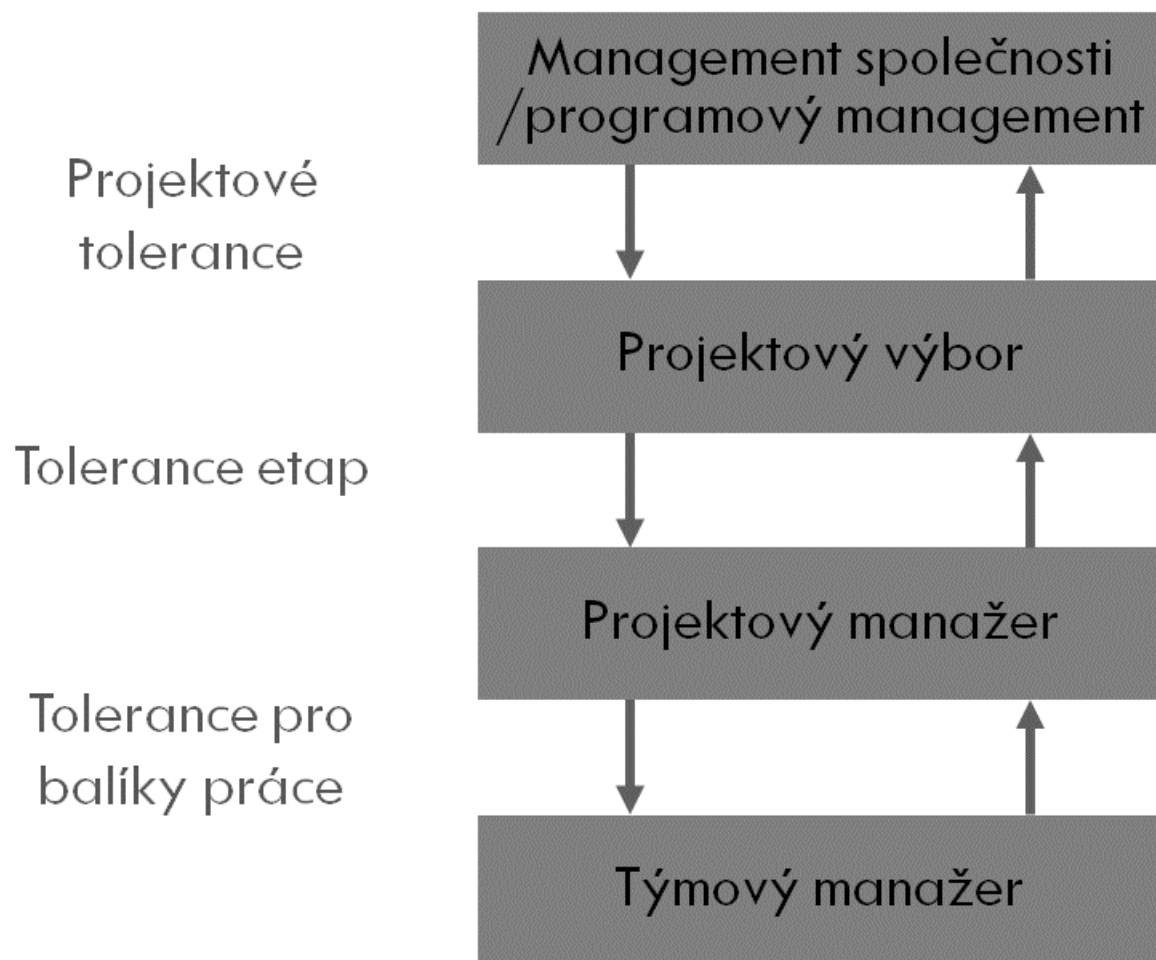 Management společnosti
/programový management
Projektové
tolerance
Projektový výbor
Tolerance etap
Projektový manažer
Tolerance pro
balíky práce
Týmový manažer